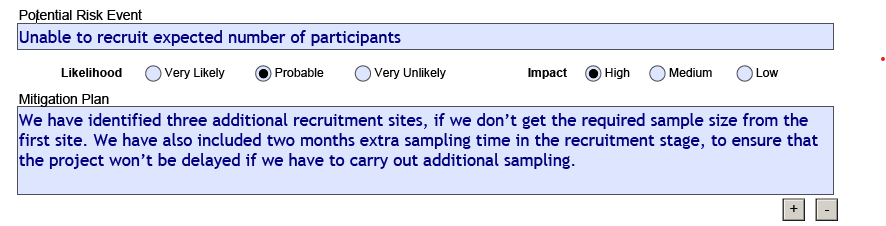 Potential Risk Event
Unable to recruit expected number of participants
Likelihood Very Likely Probable Very Unlikely Impact High Medium Low
Mitigation Plan
We have identified three additional recruitment sites, if we don’t get the required sample size from the
first site. We have also included two months extra sampling time in the recruitment stage, to ensure that
the project won’t be delayed if we have to carry out additional sampling.
+ -